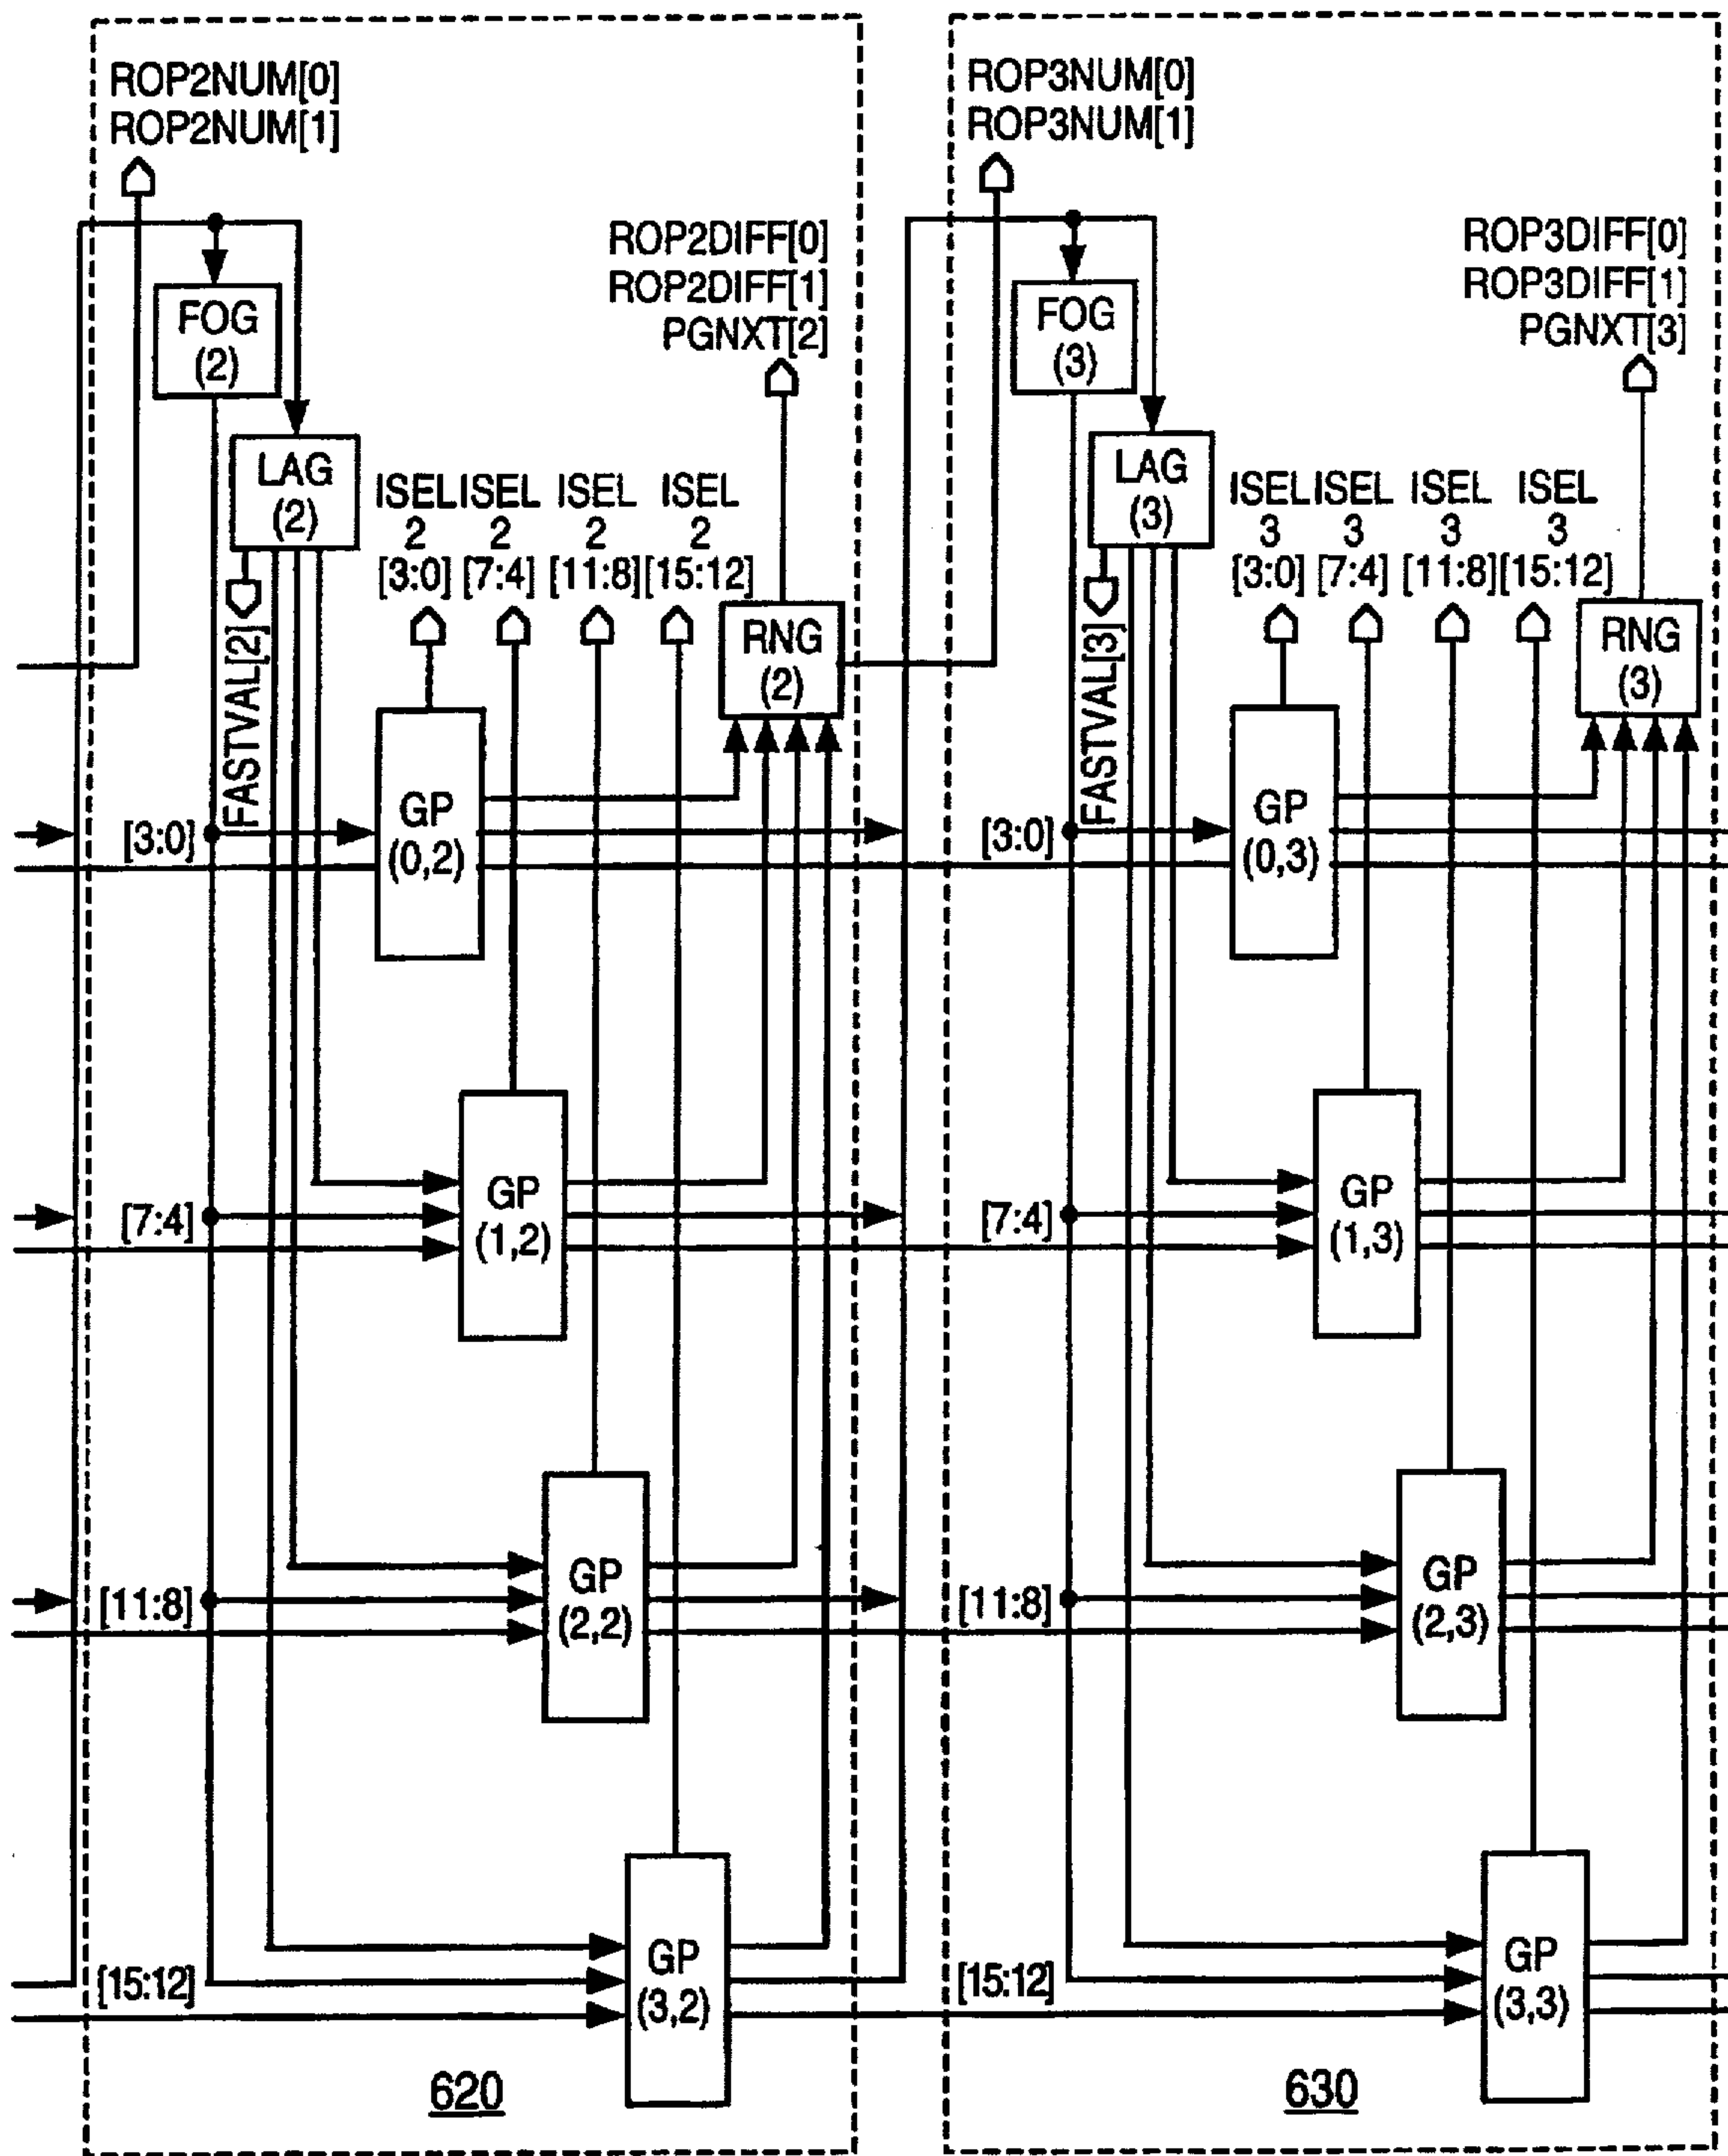 ROP2NUM[0]
ROP2NUM[1]
ROP2DIFF[0]
ROP2DIFF[1]
PGNXT[2]
FOG
(2)
LAG
(2)
ISEL ISEL ISEL ISEL
2 2 2 2
[3:0] [7:4] [11:8] [15:12]
FASTVAL[2]
RNG
(2)
[3:0]
GP
(0,2)
[7:4]
GP
(1,2)
[11:8]
GP
(2,2)
[15:12]
GP
(3,2)
620
ROP3NUM[0]
ROP3NUM[1]
ROP3DIFF[0]
ROP3DIFF[1]
PGNXT[3]
FOG
(3)
LAG
(3)
ISEL ISEL ISEL ISEL
3 3 3 3
[3:0] [7:4] [11:8] [15:12]
FASTVAL[3]
RNG
(3)
[3:0]
GP
(0,3)
[7:4]
GP
(1,3)
[11:8]
GP
(2,3)
[15:12]
GP
(3,3)
630